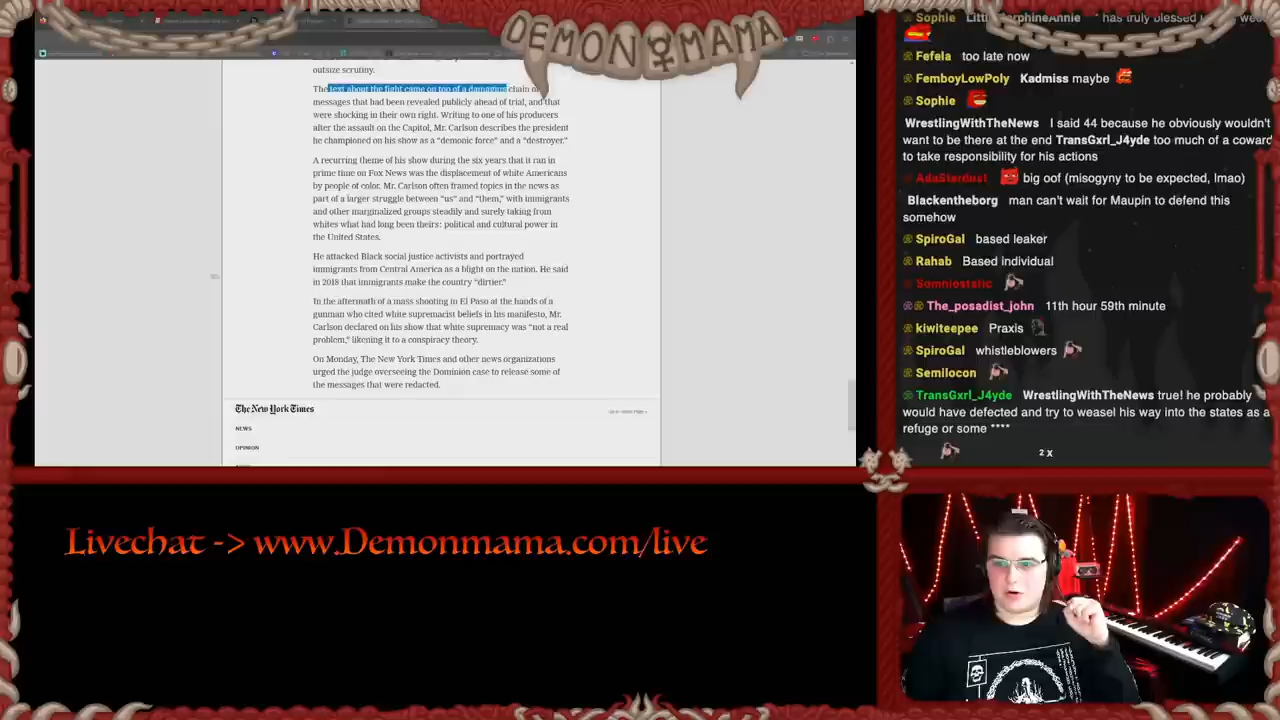 DEMON MAMA
outsize scrutiny.
The text about the fight came on top of a damaging chain
messages that had been revealed publicly ahead of trial, and that
were shocking in their own right. Writing to one of his producers
after the assault on the Capitol, Mr. Carlson describes the president
he championed on his show as a “demonic force” and a “destroyer.”
A recurring theme of his show during the six years that it ran in
prime time on Fox News was the displacement of white Americans
by people of color. Mr. Carlson often framed topics in the news as
part of a larger struggle between “us” and “them,” with immigrants
and other marginalized groups steadily and surely taking from
whites what had long been theirs: political and cultural power in
the United States.
He attacked Black social justice activists and portrayed
immigrants from Central America as a blight on the nation. He said
in 2018 that immigrants make the country “dirtier.”
In the aftermath of a mass shooting in El Paso at the hands of a
gunman who cited white supremacist beliefs in his manifesto, Mr.
Carlson declared on his show that white supremacy was “not a real
problem,” likening it to a conspiracy theory.
On Monday, The New York Times and other news organizations
urged the judge overseeing the Dominion case to release some of
the messages that were redacted.
The New York Times
NEWS
OPINION
Sophie has truly blessed
Fefela too late now
FemboyLowPoly Kadmiss maybe
Sophie
WrestlingWithTheNews I said 44 because he obviously wouldn't
want to be there at the end TransGxrl_J4yde too much of a coward
to take responsibility for his actions
AdaStardust big oof (misogyny to be expected, lmao)
Blackentheborg man can't wait for Maupin to defend this
somehow
SpiroGal based leaker
Rahab Based individual
Somniostatic
The_posadist_john 11th hour 59th minute
kiwiteepee Praxis
SpiroGal whistleblowers
Semilocon
TransGxrl_J4yde WrestlingWithTheNews true! he probably
would have defected and try to weasel his way into the states as a
refuge or some ****
2 X
Livechat -> www.Demonmama.com/live